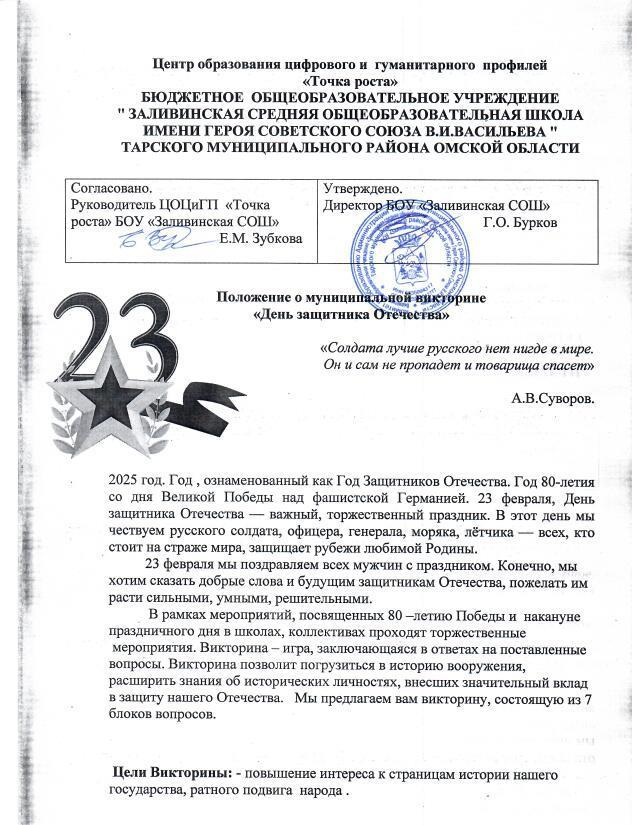 Центр образования цифрового и гуманитарного профилей
«Точка роста»
БЮДЖЕТНОЕ ОБЩЕОБРАЗОВАТЕЛЬНОЕ УЧРЕЖДЕНИЕ
" ЗАЛИВИНСКАЯ СРЕДНЯЯ ОБЩЕОБРАЗОВАТЕЛЬНАЯ ШКОЛА
ИМЕНИ ГЕРОЯ СОВЕТСКОГО СОЮЗА В.И.ВАСИЛЬЕВА "
ТАРСКОГО МУНИЦИПАЛЬНОГО РАЙОНА ОМСКОЙ ОБЛАСТИ
Согласовано.
Руководитель ЦОЦиГП «Точка
роста» БОУ «Заливинская СОШ»
Е.М. Зубкова
Утверждено.
Директор БОУ «Заливинская СОШ»
Г.О. Бурков
Положение о муниципальной викторине
«День защитника Отечества»
23
«Солдата лучше русского нет нигде в мире.
Он и сам не пропадет и товарища спасет»
А.В.Суворов.
2025 год. Год , ознаменованный как Год Защитников Отечества. Год 80-летия
со дня Великой Победы над фашистской Германией. 23 февраля, День
защитника Отечества — важный, торжественный праздник. В этот день мы
чествуем русского солдата, офицера, генерала, моряка, лётчика — всех, кто
стоит на страже мира, защищает рубежи любимой Родины.
23 февраля мы поздравляем всех мужчин с праздником. Конечно, мы
хотим сказать добрые слова и будущим защитникам Отечества, пожелать им
расти сильными, умными, решительными.
В рамках мероприятий, посвященных 80 –летию Победы и накануне
праздничного дня в школах, коллективах проходят торжественные
мероприятия. Викторина – игра, заключающаяся в ответах на поставленные
вопросы. Викторина позволит погрузиться в историю вооружения,
расширить знания об исторических личностях, внесших значительный вклад
в защиту нашего Отечества. Мы предлагаем вам викторину, состоящую из 7
блоков вопросов.
Цели Викторины: - повышение интереса к страницам истории нашего
государства, ратного подвига народа .